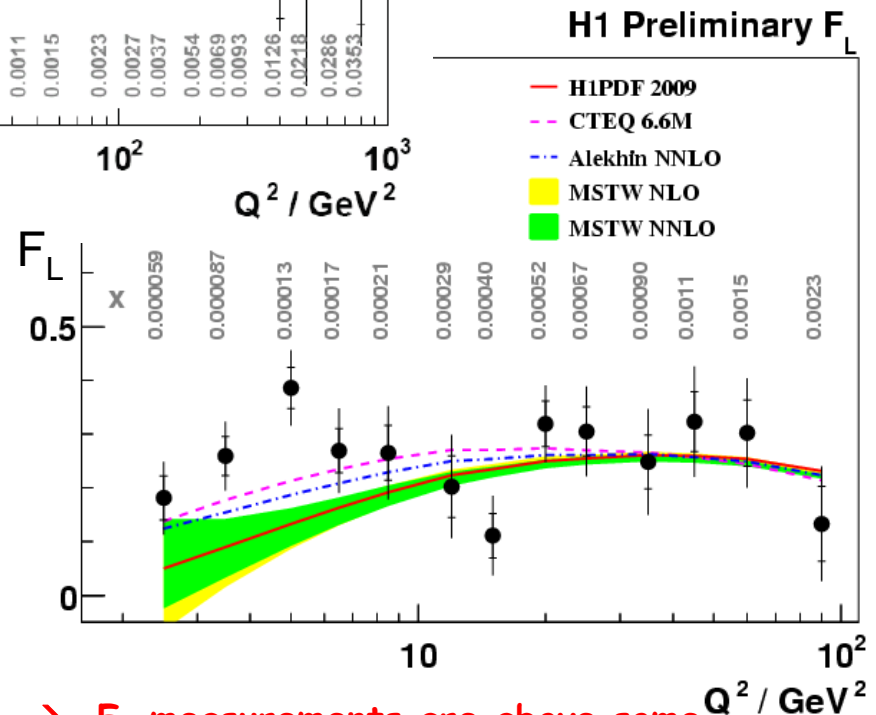 H1 Preliminary F_L
0.0011 0.0015 0.0023 0.0027 0.0037 0.0054 0.0069 0.0093 0.0126 0.0218 0.0286 0.0353
10² 10³
Q² / GeV²
H1PDF 2009
CTEQ 6.6M
Alekhin NNLO
MSTW NLO
MSTW NNLO
F_L
x 0.000059 0.000087 0.00013 0.00017 0.00021 0.00029 0.00040 0.00052 0.00067 0.00090 0.0011 0.0015 0.0023
0.5
0
10 10²
Q² / GeV²
measurements are above some